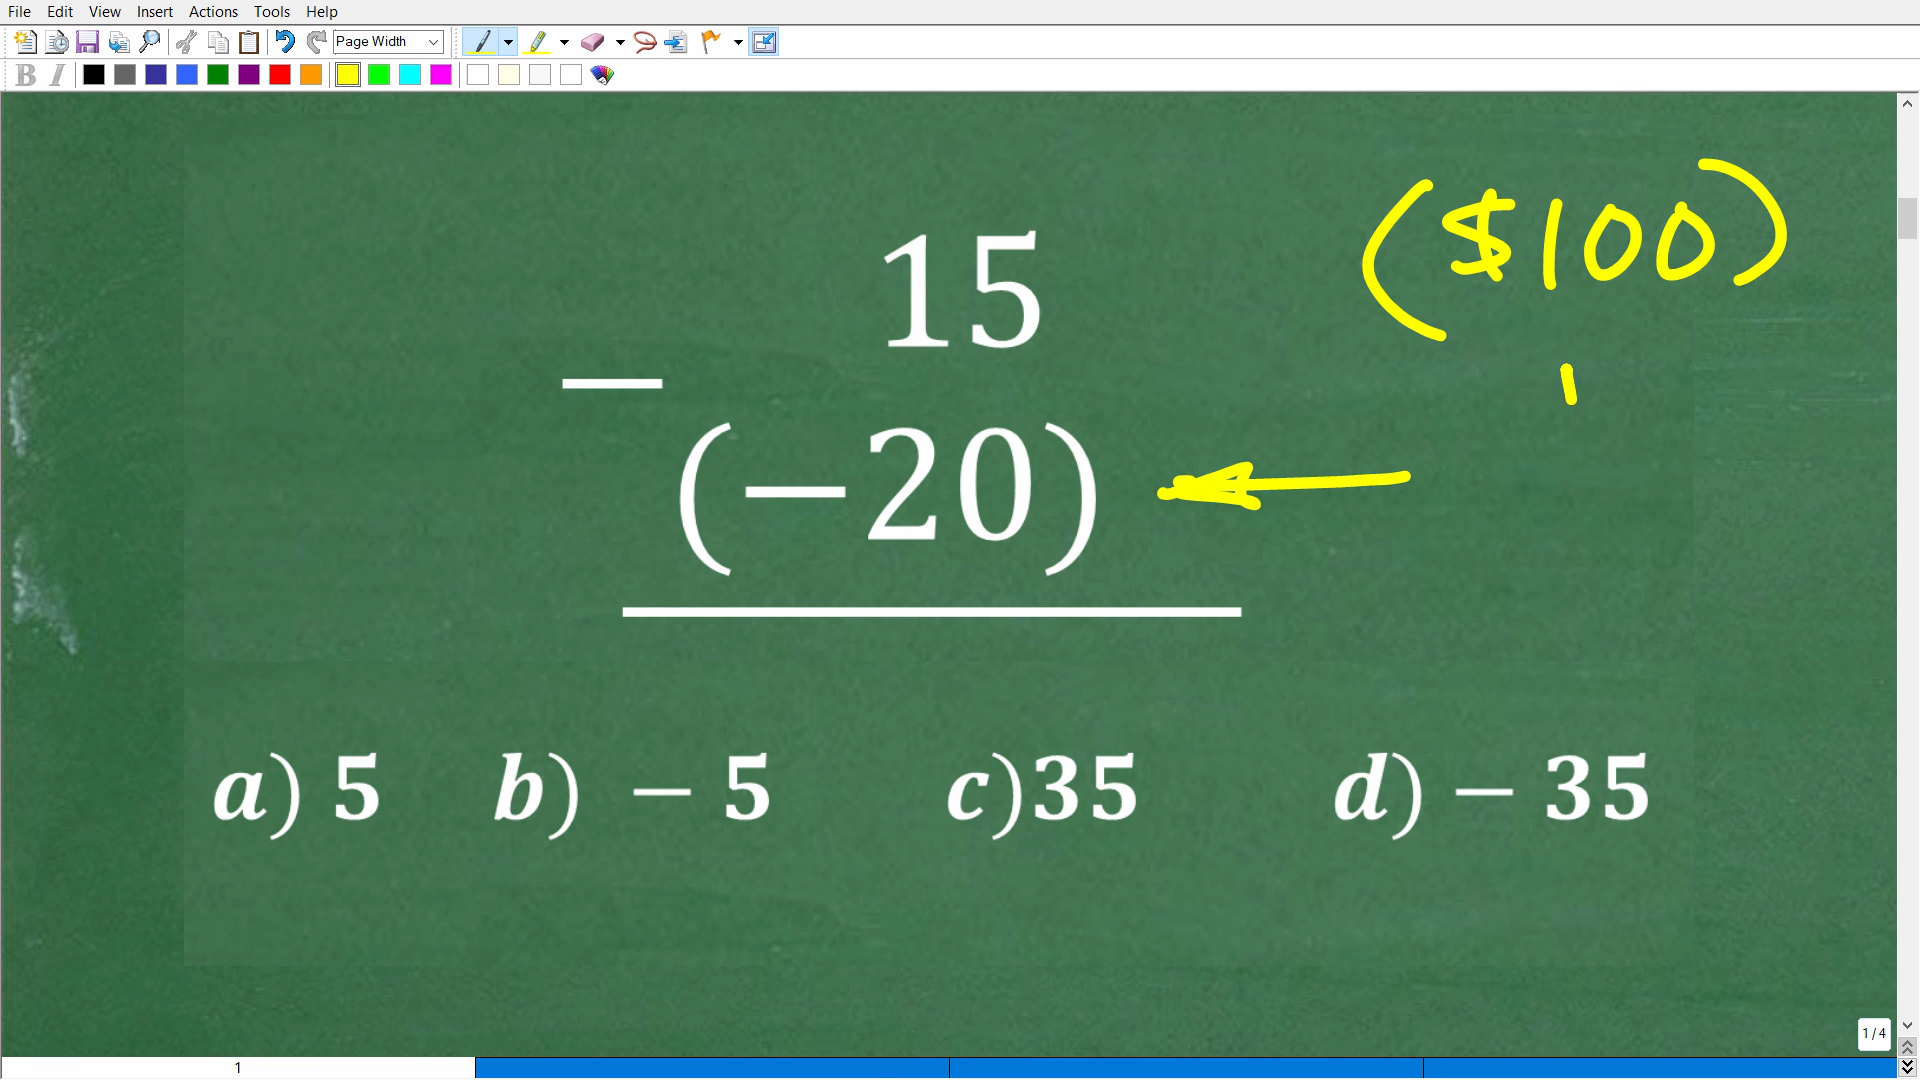 File Edit View Insert Actions Tools Help
Page Width
B I
15
($100)
−
(−20)
a) 5 b) − 5 c)35 d) − 35
1 / 4
1